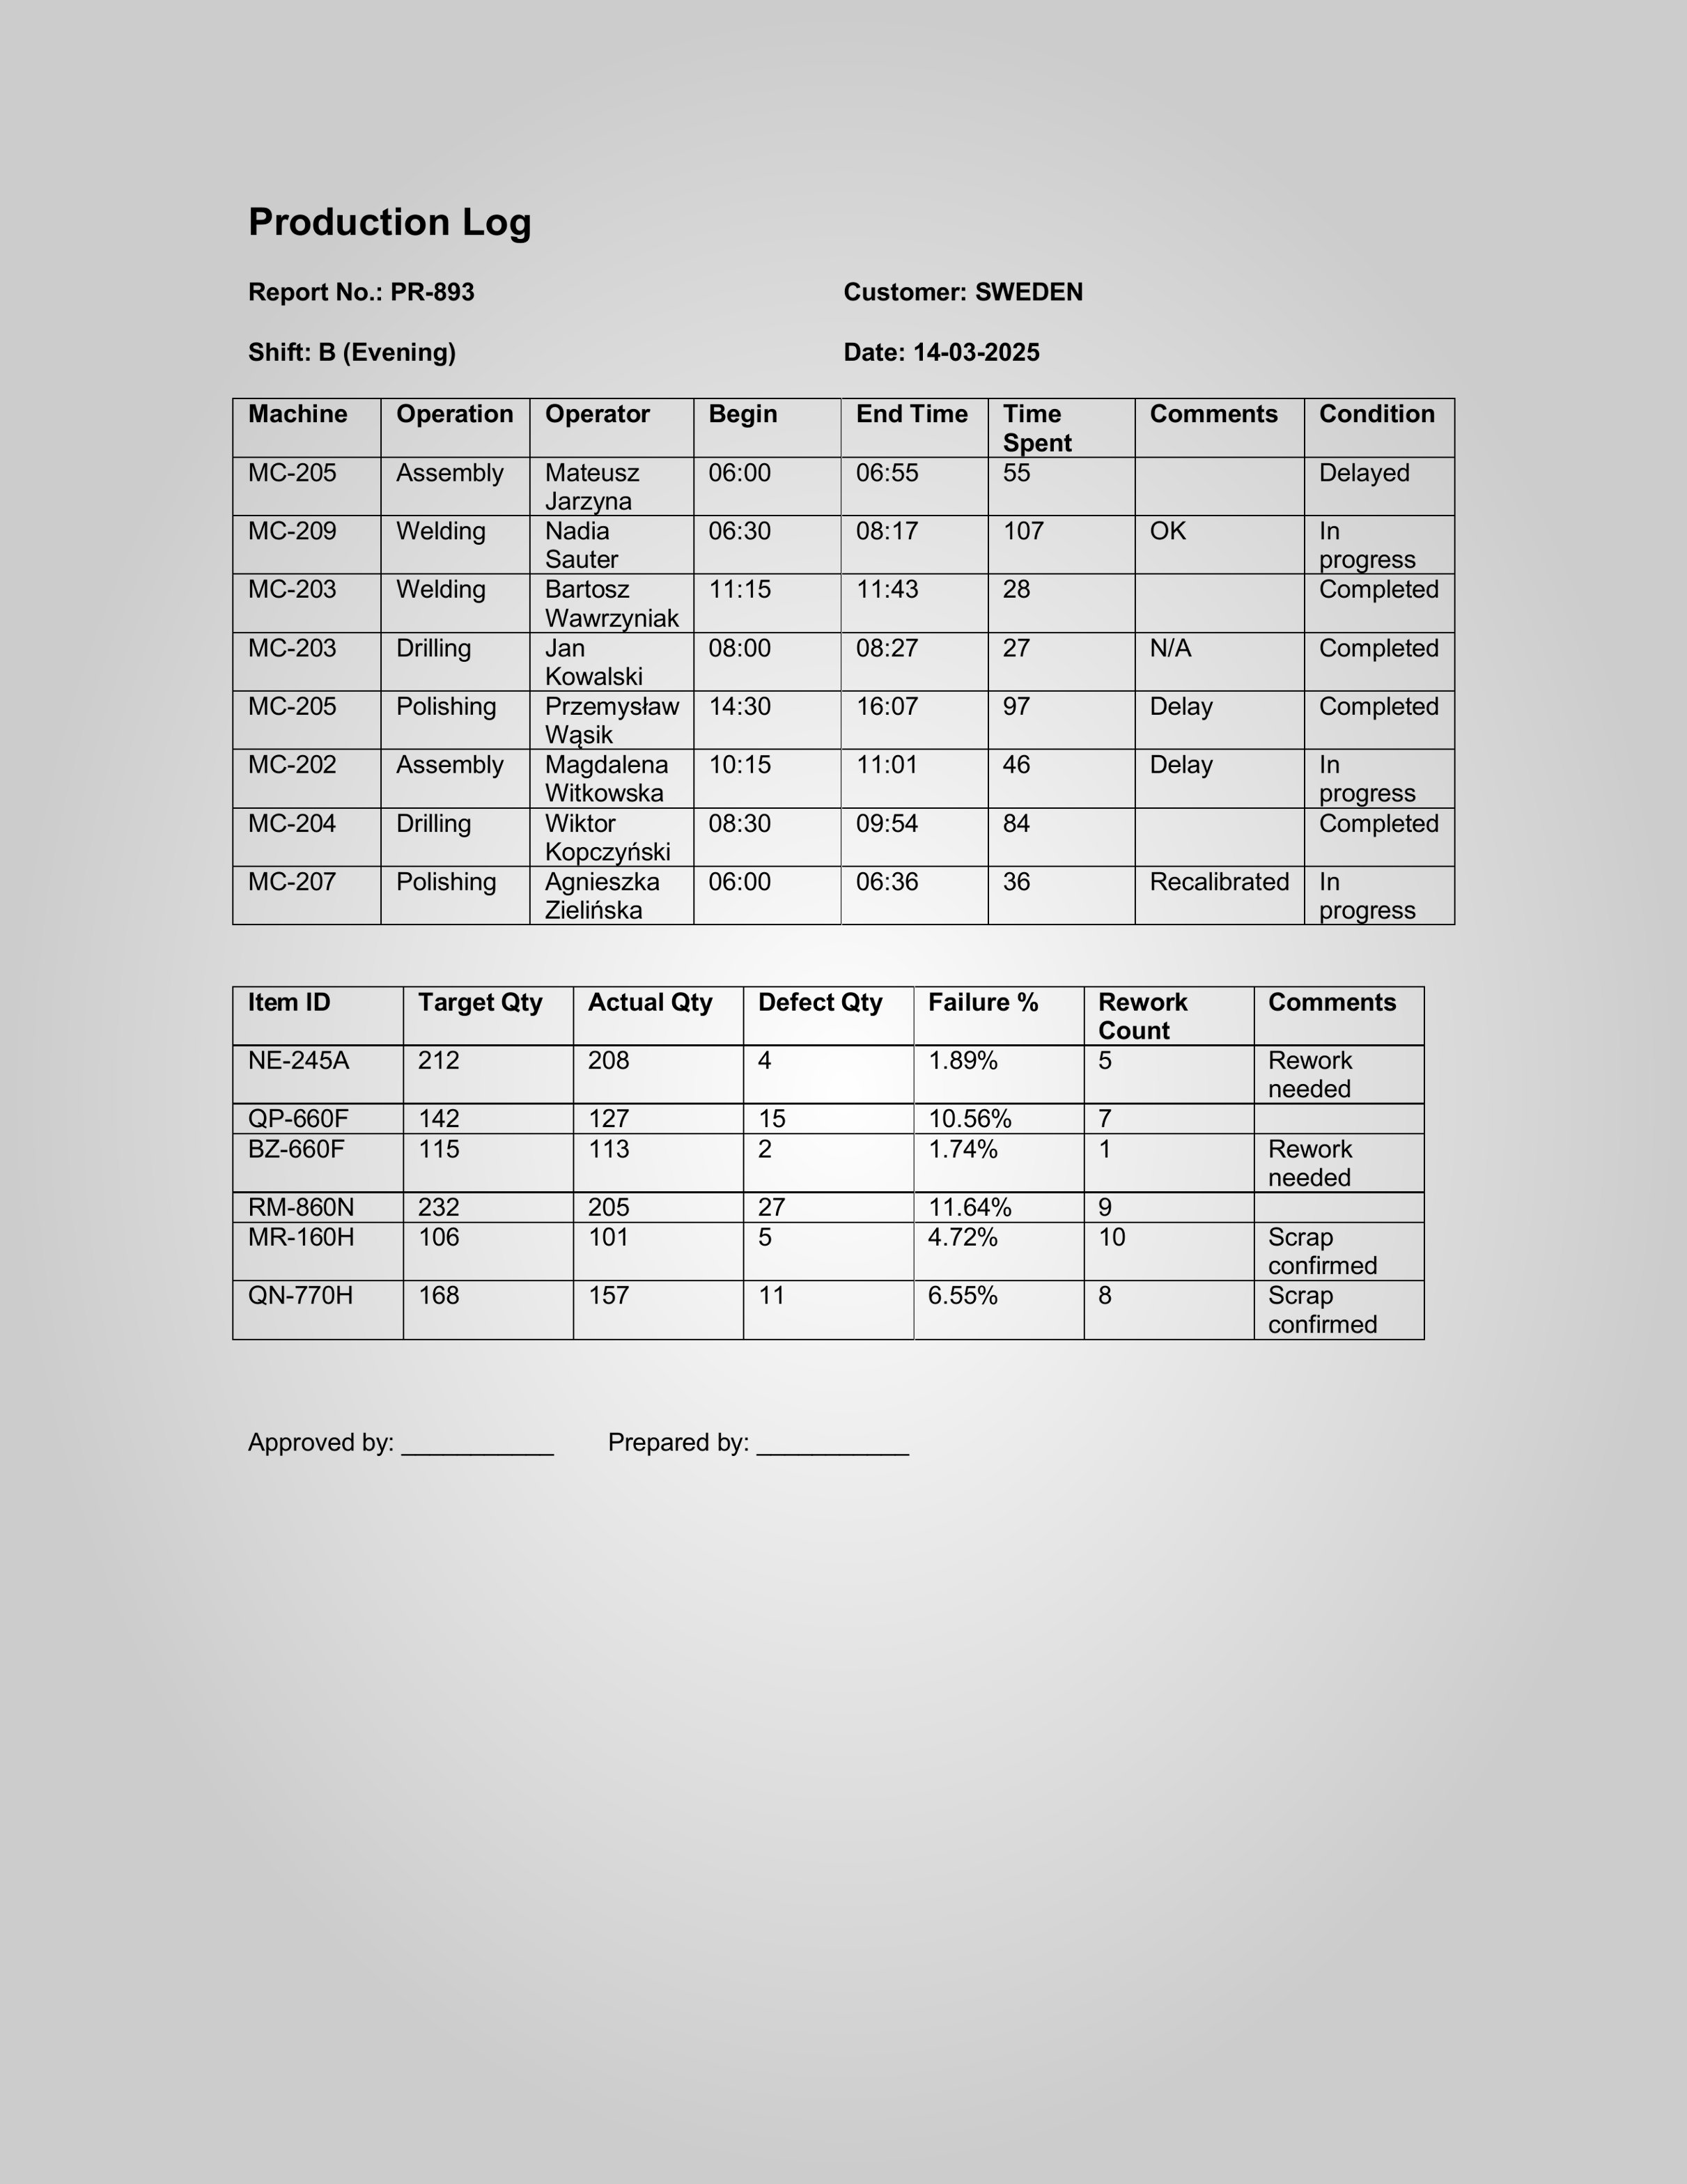 Production Log
Report No.: PR-893 Customer: SWEDEN
Shift: B (Evening) Date: 14-03-2025
Machine Operation Operator Begin End Time Time Spent Comments Condition
MC-205 Assembly Mateusz Jarzyna 06:00 06:55 55 Delayed
MC-209 Welding Nadia Sauter 06:30 08:17 107 OK In progress
MC-203 Welding Bartosz Wawrzyniak 11:15 11:43 28 Completed
MC-203 Drilling Jan Kowalski 08:00 08:27 27 N/A Completed
MC-205 Polishing Przemysław Wąsik 14:30 16:07 97 Delay Completed
MC-202 Assembly Magdalena Witkowska 10:15 11:01 46 Delay In progress
MC-204 Drilling Wiktor Kopczyński 08:30 09:54 84 Completed
MC-207 Polishing Agnieszka Zielińska 06:00 06:36 36 Recalibrated In progress
Item ID Target Qty Actual Qty Defect Qty Failure % Rework Count Comments
NE-245A 212 208 4 1.89% 5 Rework needed
QP-660F 142 127 15 10.56% 7
BZ-660F 115 113 2 1.74% 1 Rework needed
RM-860N 232 205 27 11.64% 9
MR-160H 106 101 5 4.72% 10 Scrap confirmed
QN-770H 168 157 11 6.55% 8 Scrap confirmed
Approved by: ___________ Prepared by: ___________